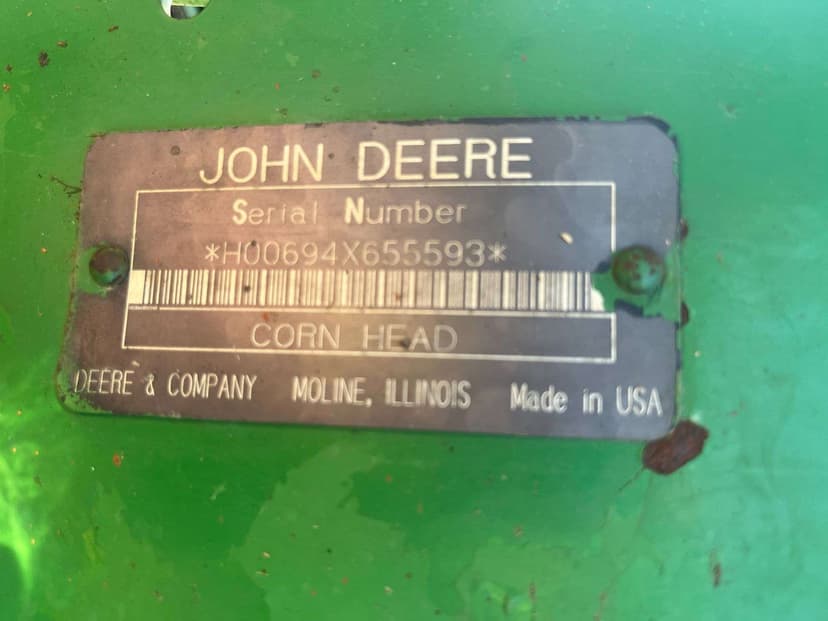 JOHN DEERE
Serial Number
*H00694X655593*
CORN HEAD
DEERE & COMPANY MOLINE, ILLINOIS Made in USA